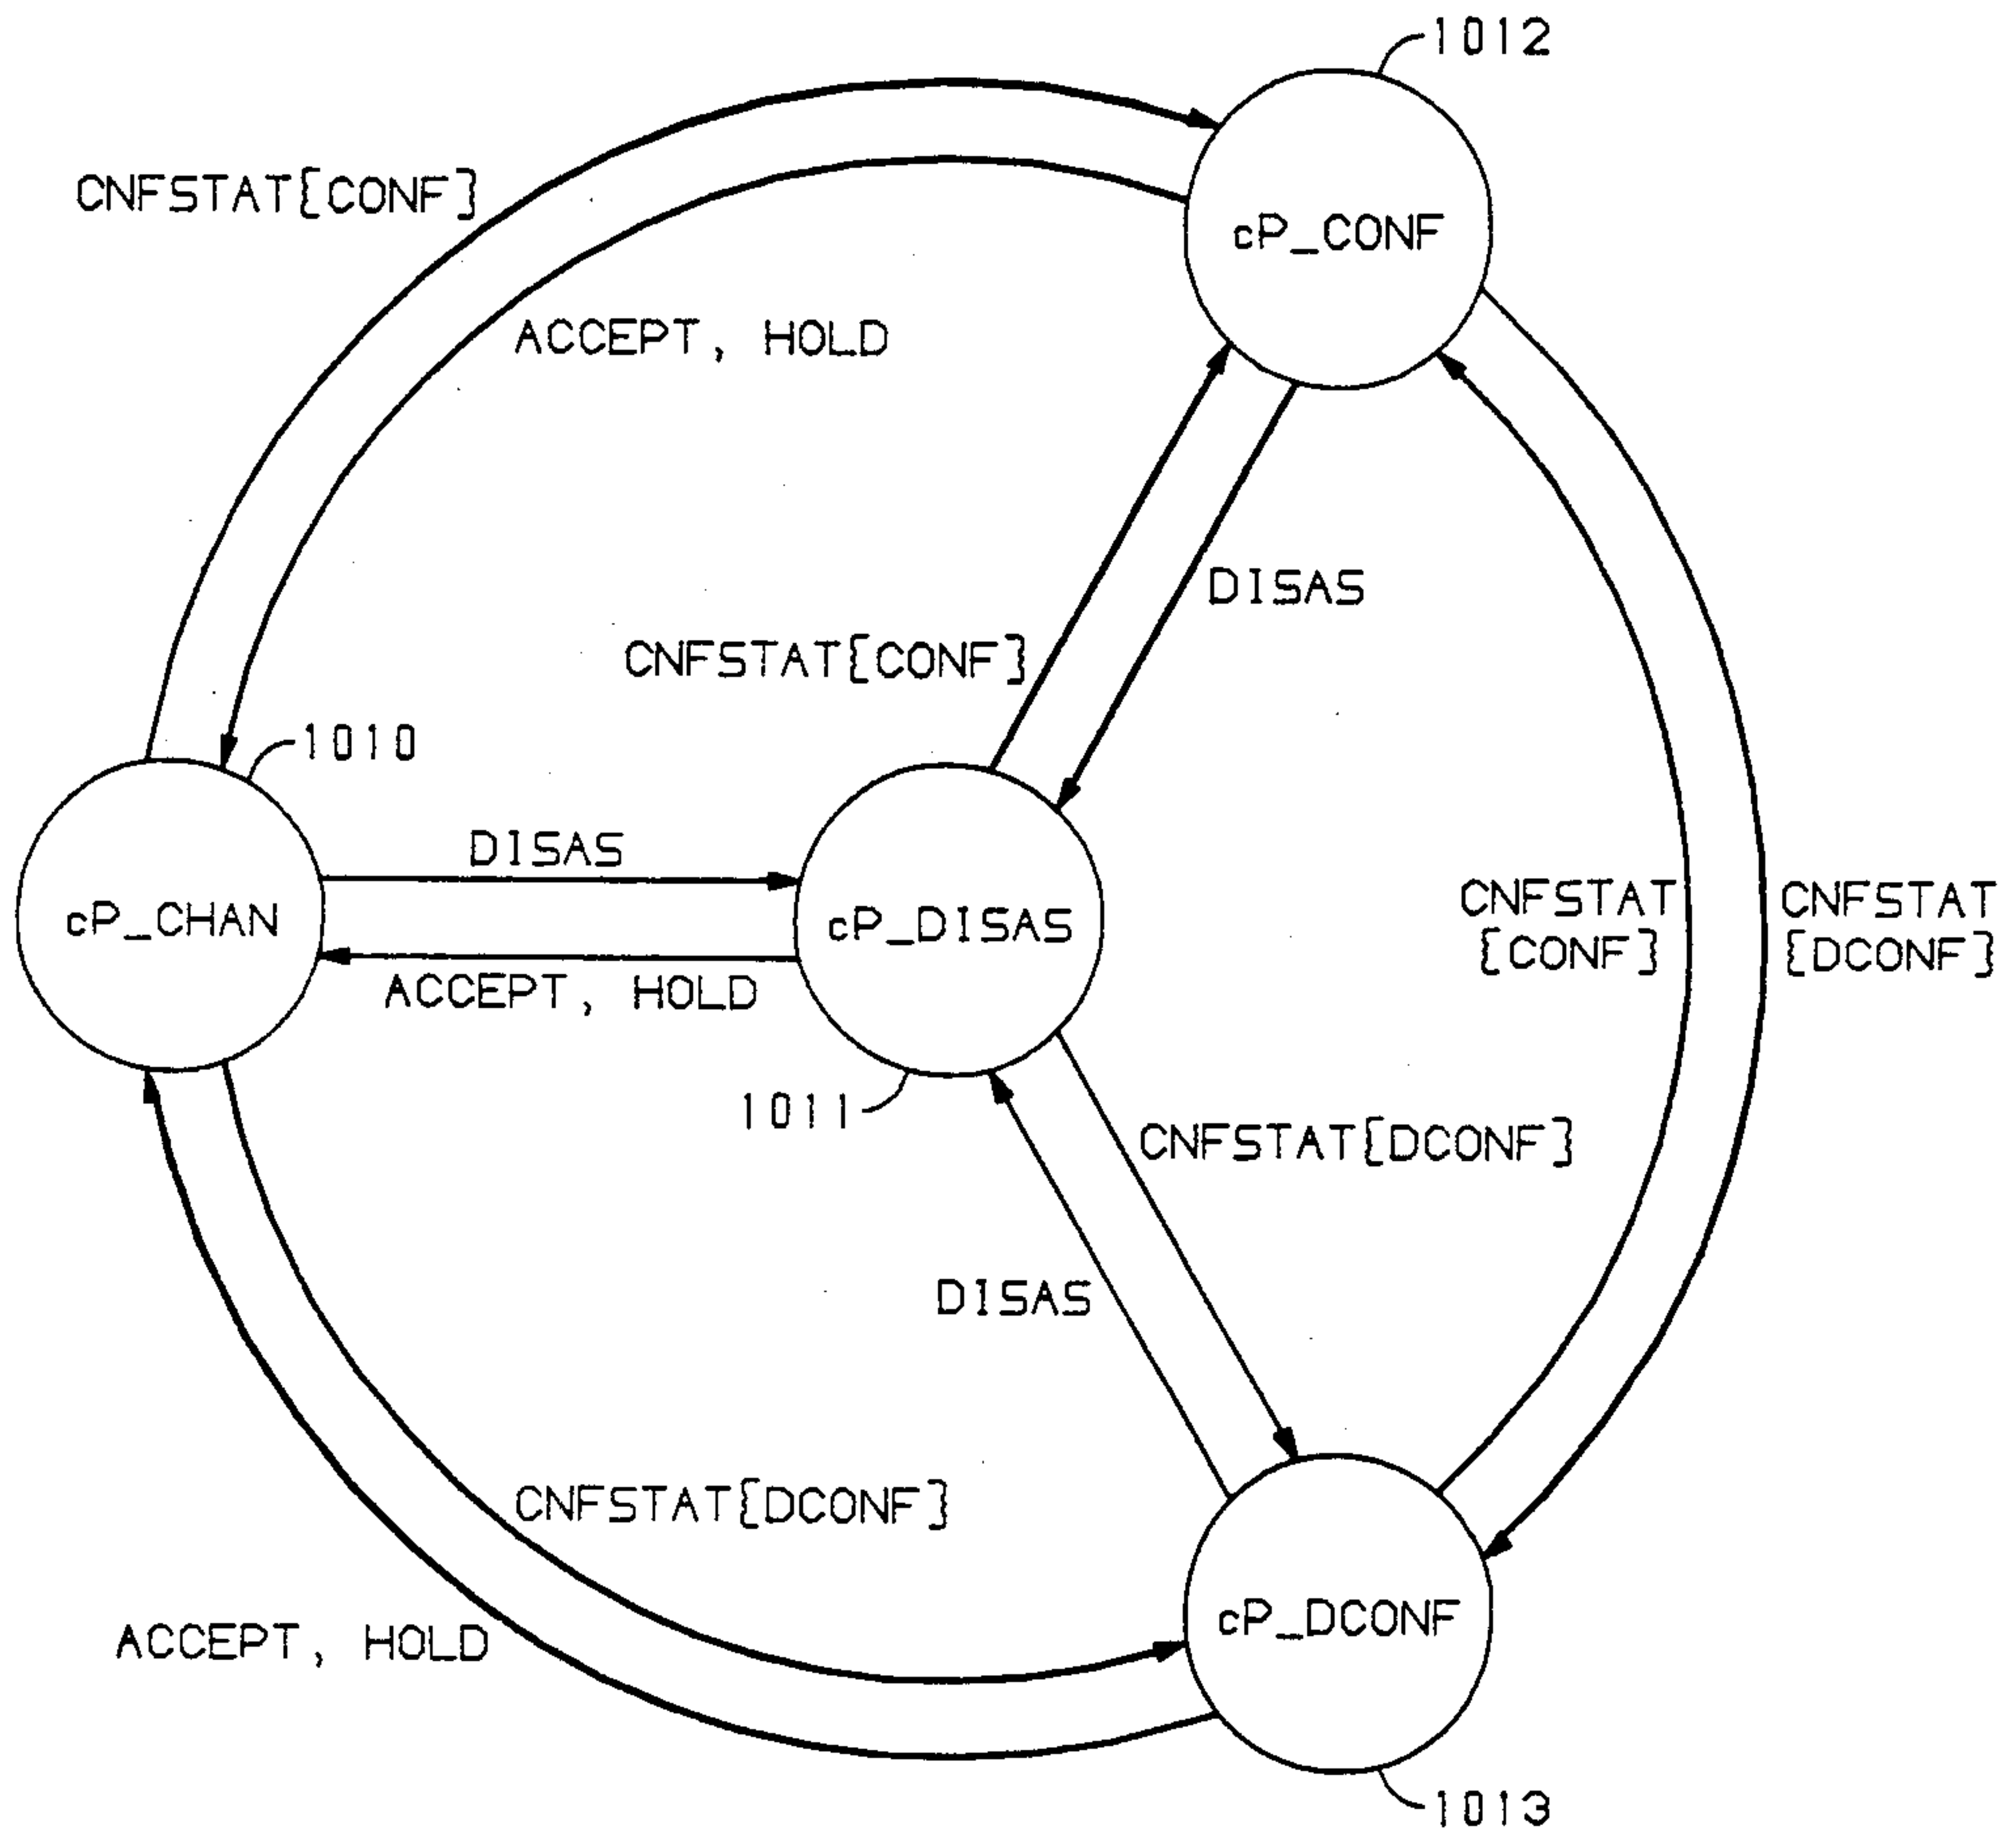 1012
CNFSTAT[CONF]
cP_CONF
ACCEPT, HOLD
DISAS
CNFSTAT[CONF]
1010
DISAS
cP_CHAN
cP_DISAS
CNFSTAT
[CONF]
CNFSTAT
[DCONF]
ACCEPT, HOLD
1011
CNFSTAT[DCONF]
DISAS
CNFSTAT[DCONF]
cP_DCONF
ACCEPT, HOLD
1013